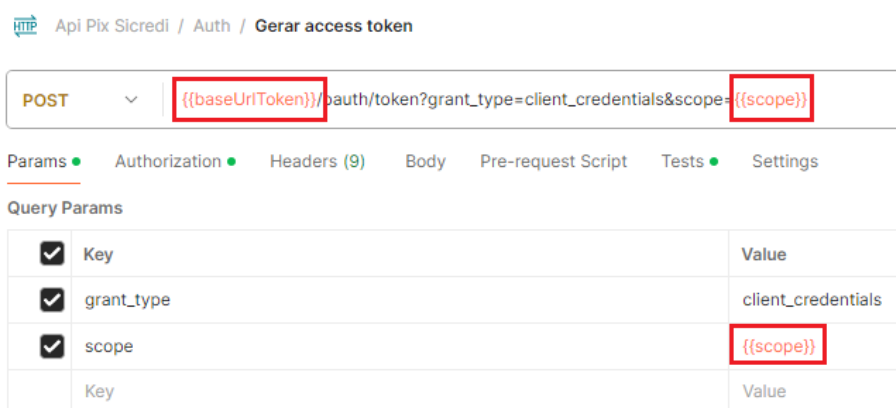 HTTP Api Pix Sicredi / Auth / Gerar access token
POST {{baseUrlToken}}/oauth/token?grant_type=client_credentials&scope={{scope}}
Params Authorization Headers (9) Body Pre-request Script Tests Settings
Query Params
Key Value
grant_type client_credentials
scope {{scope}}
Key Value